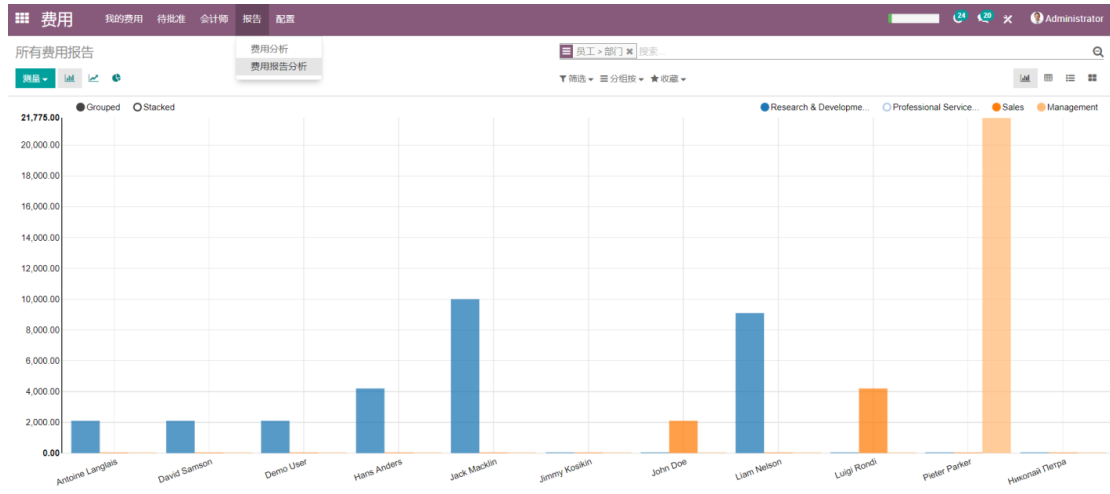 费用 我的费用 待批准 会计师 报告 配置 24 20 Administrator
所有费用报告 费用分析 员工 > 部门 搜索...
费用报告分析
测量 筛选 分组按 收藏
Grouped Stacked Research & Developme... Professional Service... Sales Management
21,775.00
20,000.00
18,000.00
16,000.00
14,000.00
12,000.00
10,000.00
8,000.00
6,000.00
4,000.00
2,000.00
0.00
Antoine Langlais David Samson Demo User Hans Anders Jack Macklin Jimmy Kosikin John Doe Liam Nelson Luigi Rondi Pieter Parker Николай Петра